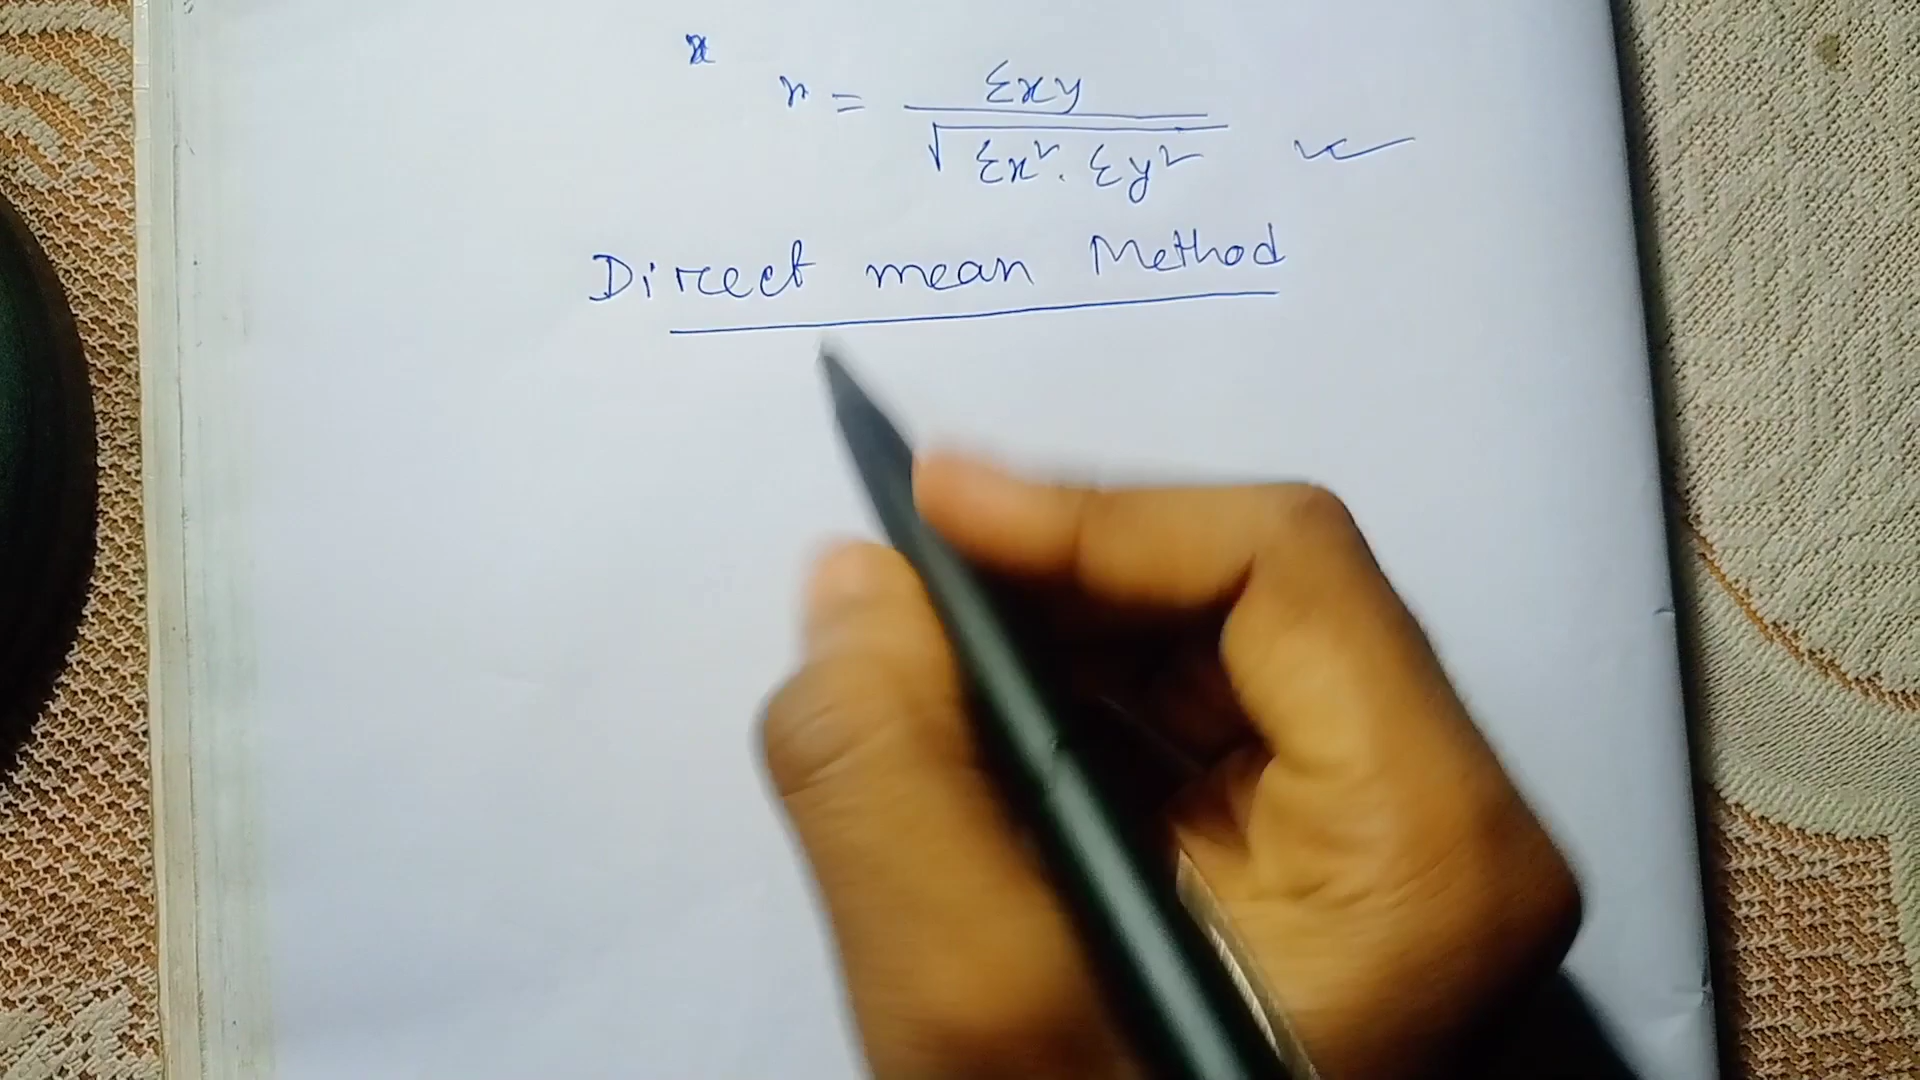 x
r = Σxy / √Σx². Σy²
Direct mean Method